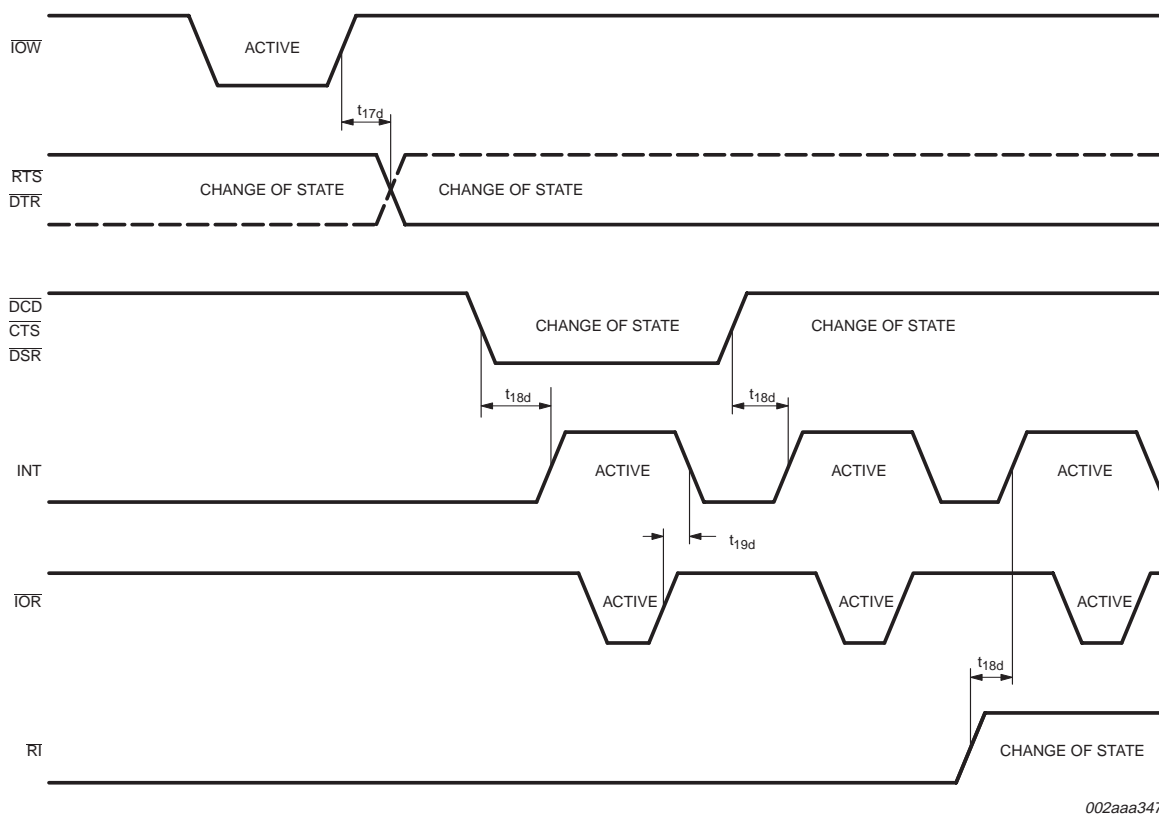 IOW
ACTIVE
t17d
RTS
DTR
CHANGE OF STATE
CHANGE OF STATE
DCD
CTS
DSR
CHANGE OF STATE
CHANGE OF STATE
t18d
t18d
INT
ACTIVE
ACTIVE
ACTIVE
t19d
IOR
ACTIVE
ACTIVE
ACTIVE
t18d
RI
CHANGE OF STATE
002aaa347